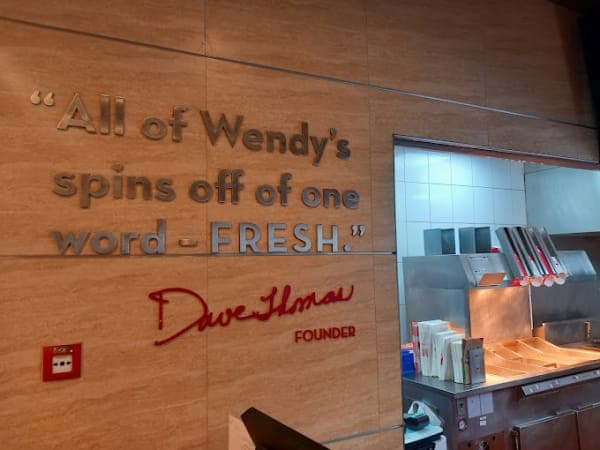 “All of Wendy's
spins off of one
word - FRESH.”
Dave Thomas
FOUNDER